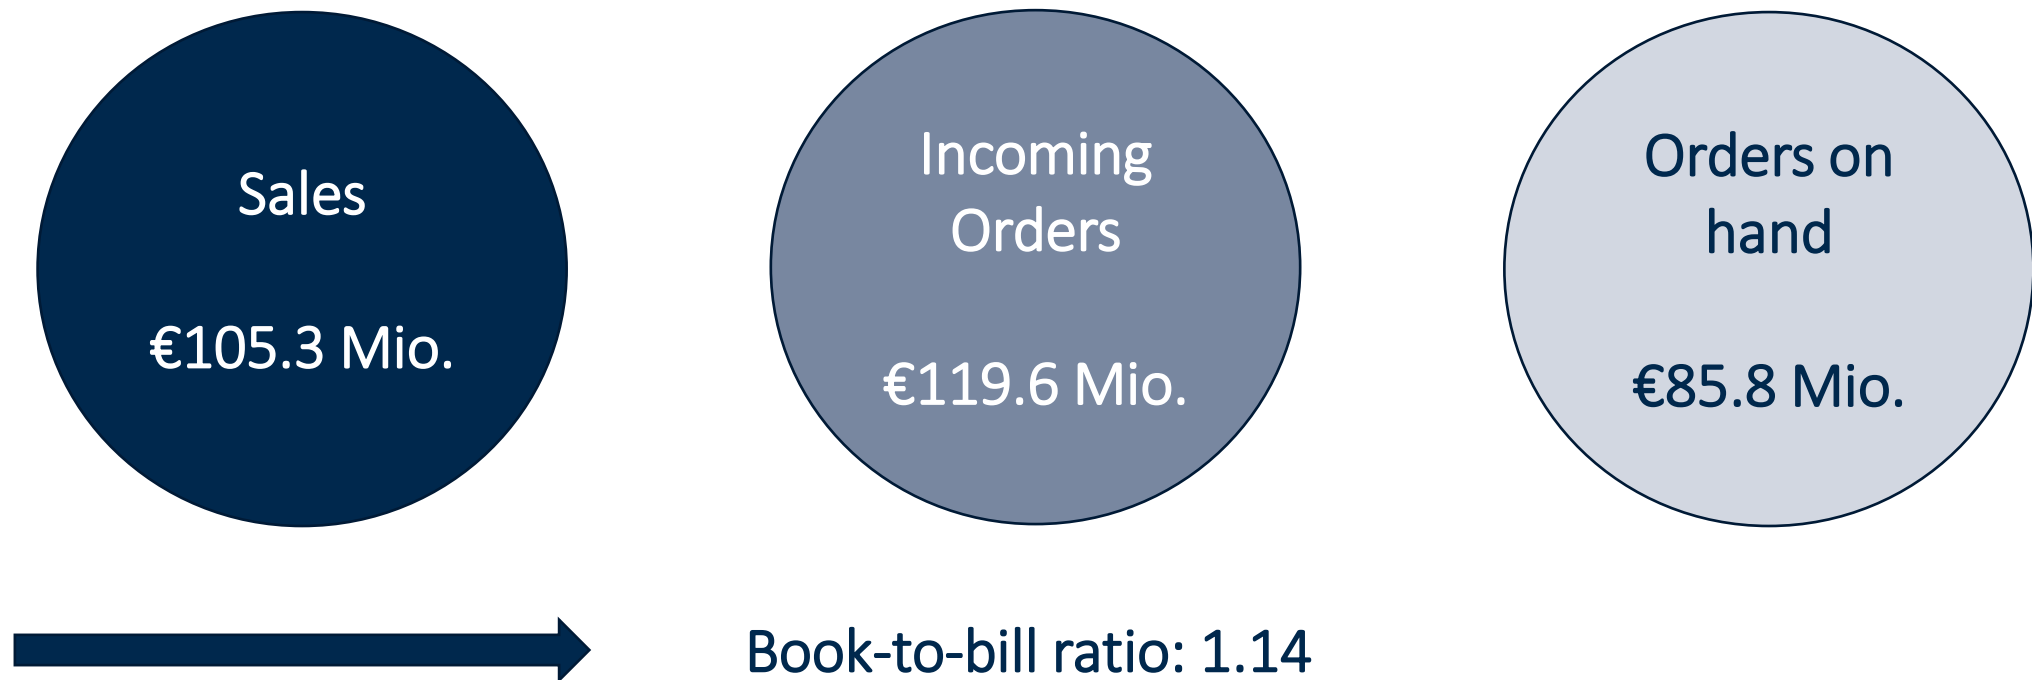 Sales
€105.3 Mio.
Incoming
Orders
€119.6 Mio.
Orders on
hand
€85.8 Mio.
Book-to-bill ratio: 1.14